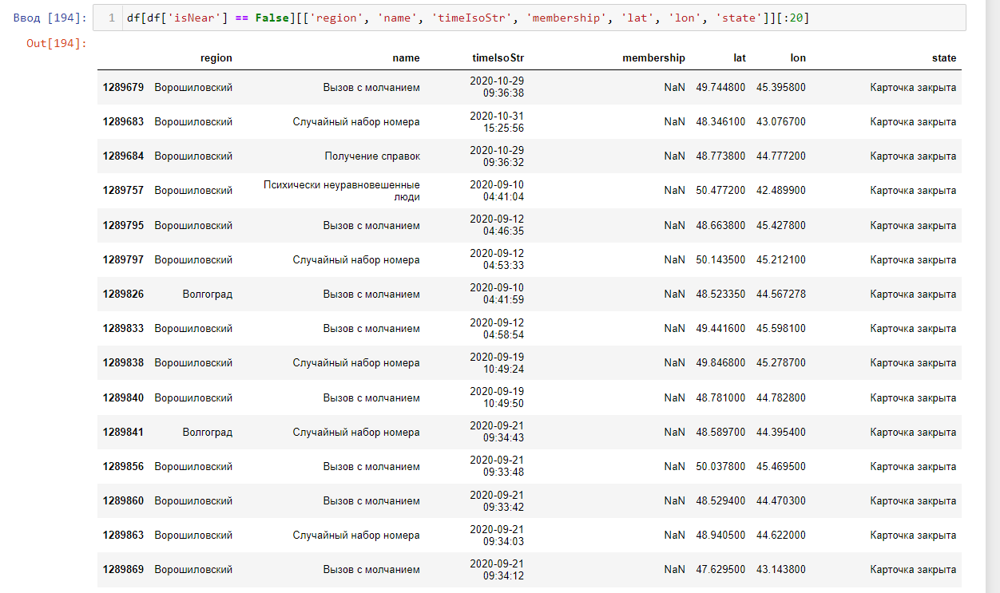 Ввод [194]: 1 df[df['isNear'] == False][['region', 'name', 'timeIsoStr', 'membership', 'lat', 'lon', 'state']][:20]
Out[194]:
region name timeIsoStr membership lat lon state
1289679 Ворошиловский Вызов с молчанием 2020-10-29 09:36:38 NaN 49.744800 45.395800 Карточка закрыта
1289683 Ворошиловский Случайный набор номера 2020-10-31 15:25:56 NaN 48.346100 43.076700 Карточка закрыта
1289684 Ворошиловский Получение справок 2020-10-29 09:36:32 NaN 48.773800 44.777200 Карточка закрыта
1289757 Ворошиловский Психически неуравновешенные люди 2020-09-10 04:41:04 NaN 50.477200 42.489900 Карточка закрыта
1289795 Ворошиловский Вызов с молчанием 2020-09-12 04:46:35 NaN 48.663800 45.427800 Карточка закрыта
1289797 Ворошиловский Случайный набор номера 2020-09-12 04:53:33 NaN 50.143500 45.212100 Карточка закрыта
1289826 Волгоград Вызов с молчанием 2020-09-10 04:41:59 NaN 48.523350 44.567278 Карточка закрыта
1289833 Ворошиловский Вызов с молчанием 2020-09-12 04:58:54 NaN 49.441600 45.598100 Карточка закрыта
1289838 Ворошиловский Случайный набор номера 2020-09-19 10:49:24 NaN 49.846800 45.278700 Карточка закрыта
1289840 Ворошиловский Вызов с молчанием 2020-09-19 10:49:50 NaN 48.781000 44.782800 Карточка закрыта
1289841 Волгоград Случайный набор номера 2020-09-21 09:34:43 NaN 48.589700 44.395400 Карточка закрыта
1289856 Ворошиловский Вызов с молчанием 2020-09-21 09:33:48 NaN 50.037800 45.469500 Карточка закрыта
1289860 Ворошиловский Вызов с молчанием 2020-09-21 09:33:42 NaN 48.529400 44.470300 Карточка закрыта
1289863 Ворошиловский Случайный набор номера 2020-09-21 09:34:03 NaN 48.940500 44.622000 Карточка закрыта
1289869 Ворошиловский Вызов с молчанием 2020-09-21 09:34:12 NaN 47.629500 43.143800 Карточка закрыта